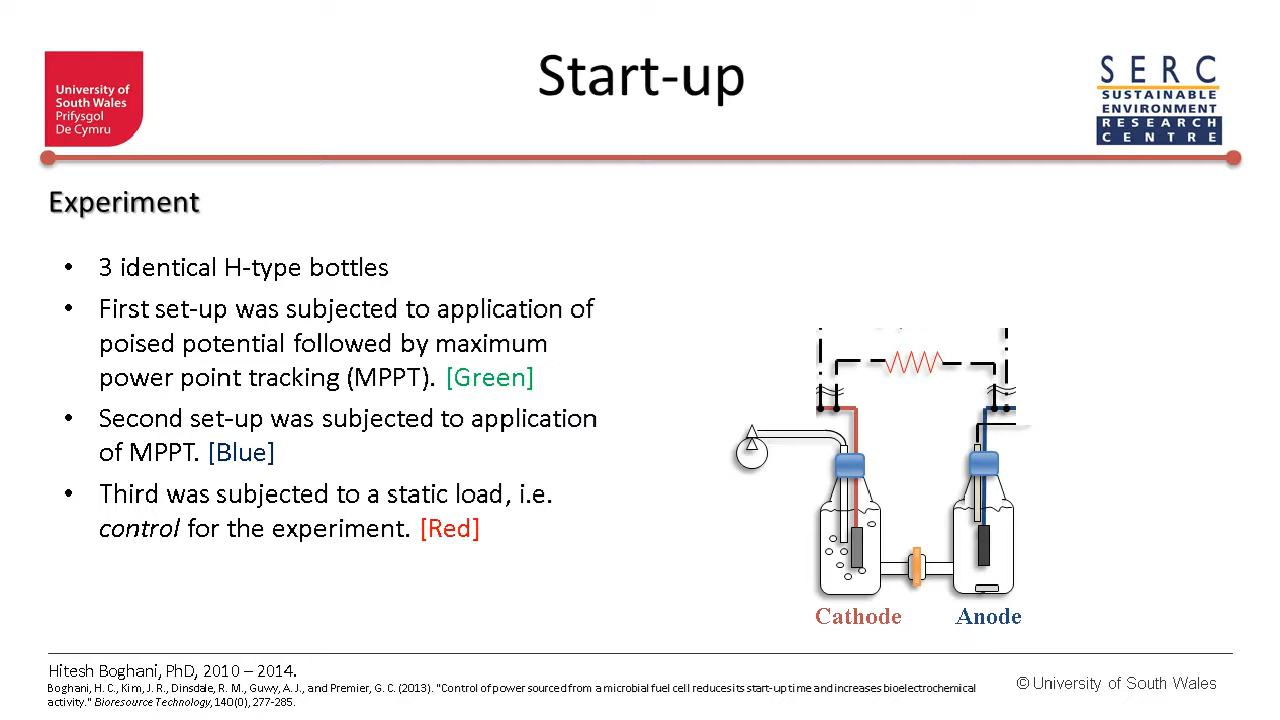 Start-up
University of
South Wales
Prifysgol
De Cymru
SERC
SUSTAINABLE
ENVIRONMENT
RESEARCH
CENTRE
Experiment
• 3 identical H-type bottles
• First set-up was subjected to application of
poised potential followed by maximum
power point tracking (MPPT). [Green]
• Second set-up was subjected to application
of MPPT. [Blue]
• Third was subjected to a static load, i.e.
control for the experiment. [Red]
Cathode
Anode
Hitesh Boghani, PhD, 2010 – 2014.
Boghani, H. C., Kim, J. R., Dinsdale, R. M., Guwy, A. J., and Premier, G. C. (2013). "Control of power sourced from a microbial fuel cell reduces its start-up time and increases bioelectrochemical
activity." Bioresource Technology, 140(0), 277-285.
© University of South Wales